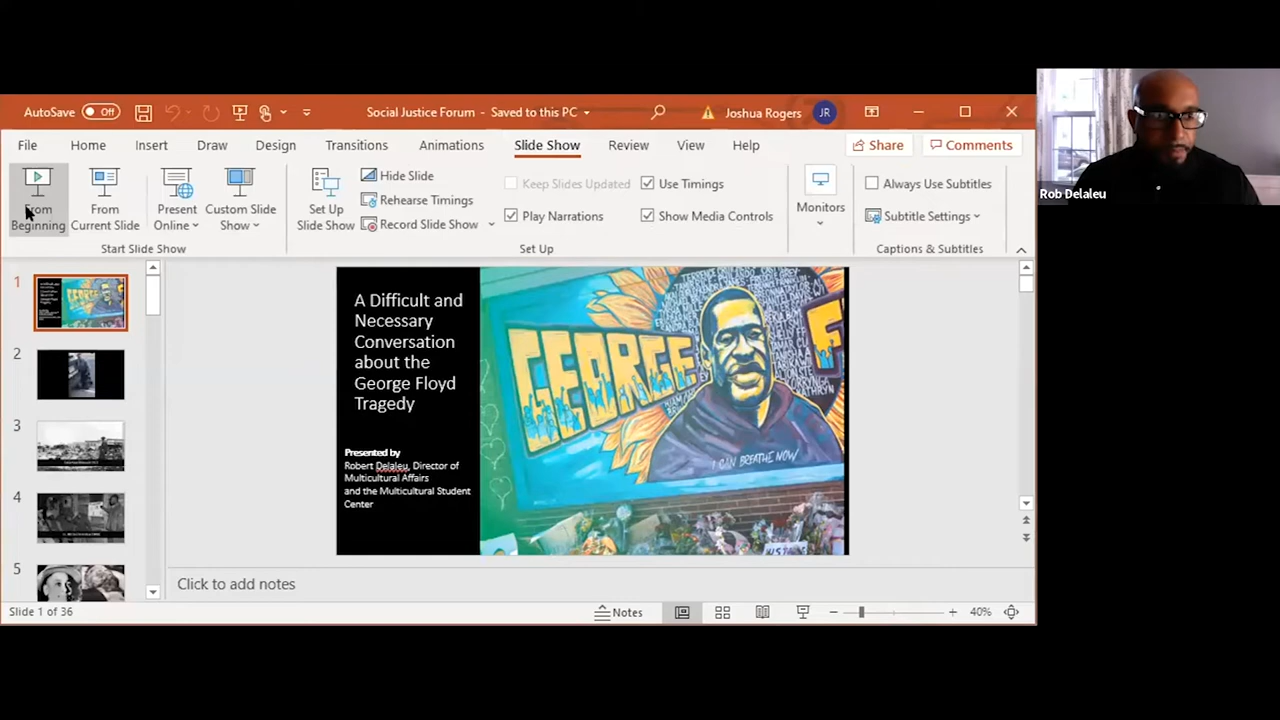 AutoSave Off
Social Justice Forum - Saved to this PC
Joshua Rogers JR
File Home Insert Draw Design Transitions Animations Slide Show Review View Help Share Comments
From Beginning
From Current Slide
Present Online
Custom Slide Show
Start Slide Show
Set Up Slide Show
Hide Slide
Rehearse Timings
Record Slide Show
Keep Slides Updated
Play Narrations
Use Timings
Show Media Controls
Set Up
Monitors
Always Use Subtitles
Subtitle Settings
Captions & Subtitles
Rob Delaleu
1
2
3
4
5
A Difficult and
Necessary
Conversation
about the
George Floyd
Tragedy
Presented by
Robert Delaleu, Director of
Multicultural Affairs
and the Multicultural Student
Center
GEORGE
F
I CAN BREATHE NOW
Click to add notes
Slide 1 of 36
Notes
40%